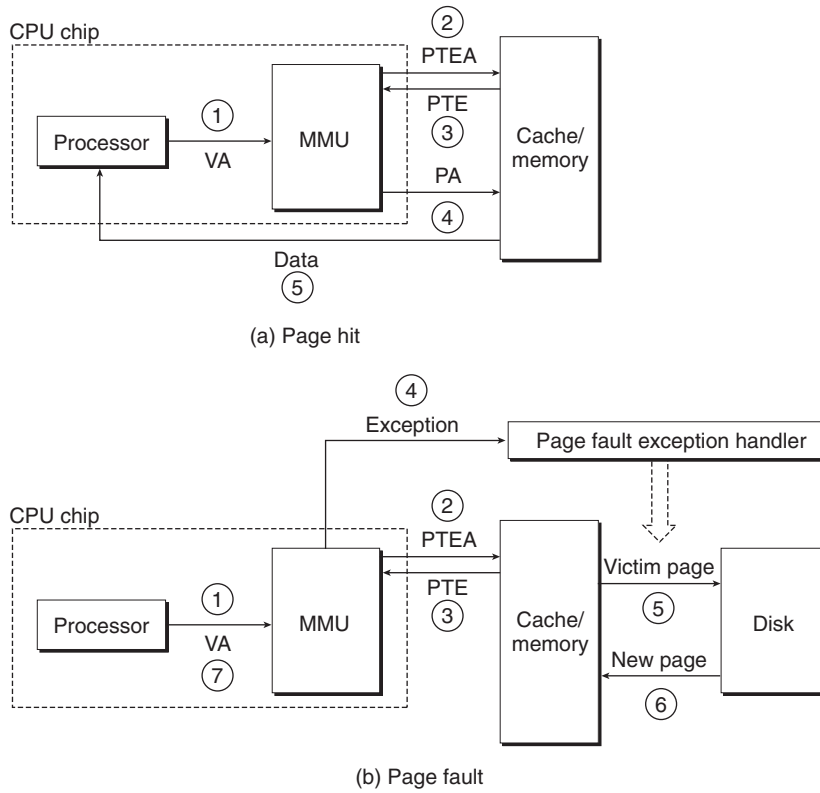 CPU chip
2
PTEA
1
PTE
3
Processor
VA
MMU
Cache/
memory
PA
4
Data
5
(a) Page hit
4
Exception
Page fault exception handler
CPU chip
2
PTEA
1
PTE
3
Processor
VA
7
MMU
Cache/
memory
Victim page
5
Disk
New page
6
(b) Page fault